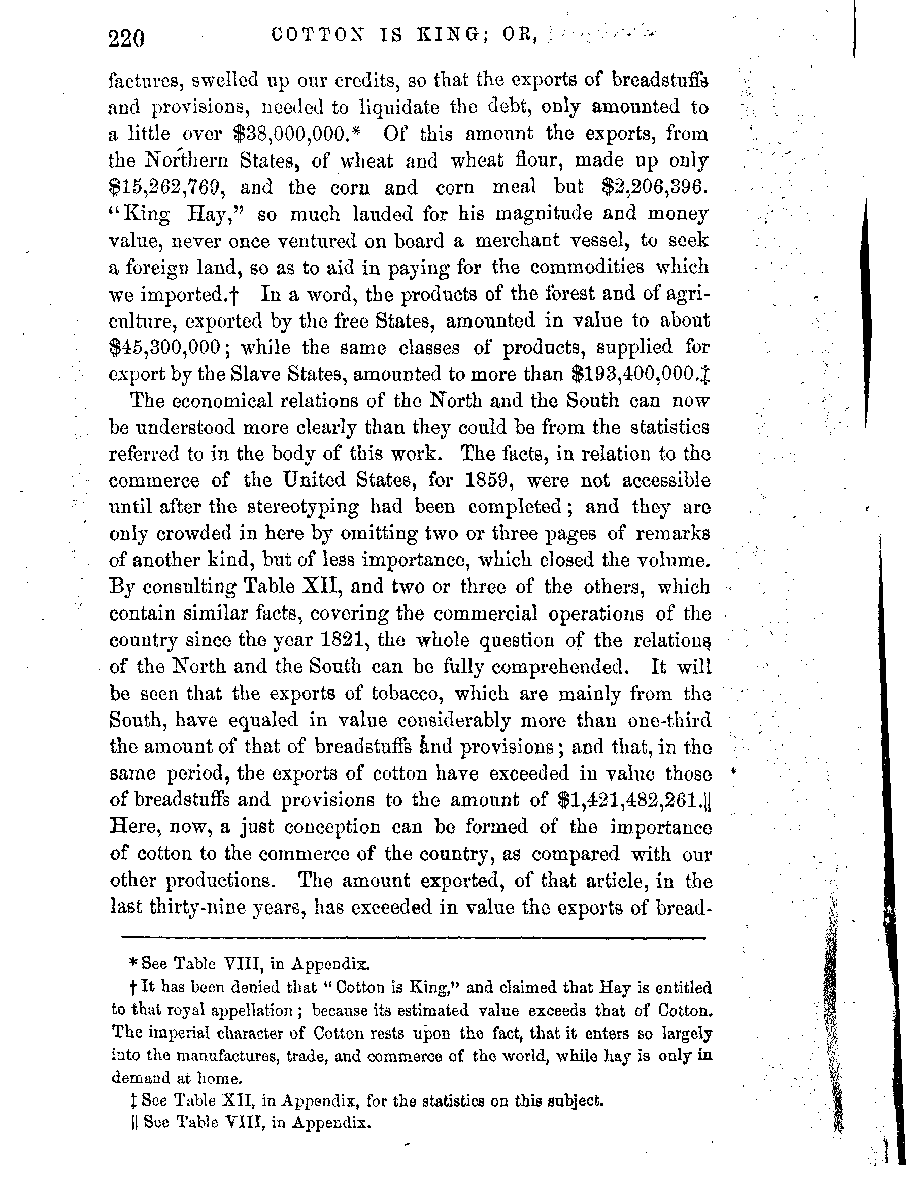 220 COTTON IS KING; OR,
factures, swelled up our credits, so that the exports of breadstuffs
and provisions, needed to liquidate the debt, only amounted to
a little over $38,000,000.* Of this amount the exports, from
the Northern States, of wheat and wheat flour, made up only
$15,262,769, and the corn and corn meal but $2,206,396.
"King Hay," so much lauded for his magnitude and money
value, never once ventured on board a merchant vessel, to seek
a foreign land, so as to aid in paying for the commodities which
we imported.† In a word, the products of the forest and of agri-
culture, exported by the free States, amounted in value to about
$45,300,000; while the same classes of products, supplied for
export by the Slave States, amounted to more than $193,400,000.‡
The economical relations of the North and the South can now
be understood more clearly than they could be from the statistics
referred to in the body of this work. The facts, in relation to the
commerce of the United States, for 1859, were not accessible
until after the stereotyping had been completed; and they are
only crowded in here by omitting two or three pages of remarks
of another kind, but of less importance, which closed the volume.
By consulting Table XII, and two or three of the others, which
contain similar facts, covering the commercial operations of the
country since the year 1821, the whole question of the relations
of the North and the South can be fully comprehended. It will
be seen that the exports of tobacco, which are mainly from the
South, have equaled in value considerably more than one-third
the amount of that of breadstuffs and provisions; and that, in the
same period, the exports of cotton have exceeded in value those
of breadstuffs and provisions to the amount of $1,421,482,261.||
Here, now, a just conception can be formed of the importance
of cotton to the commerce of the country, as compared with our
other productions. The amount exported, of that article, in the
last thirty-nine years, has exceeded in value the exports of bread-
* See Table VIII, in Appendix.
† It has been denied that "Cotton is King," and claimed that Hay is entitled
to that royal appellation; because its estimated value exceeds that of Cotton.
The imperial character of Cotton rests upon the fact, that it enters so largely
into the manufactures, trade, and commerce of the world, while hay is only in
demand at home.
‡ See Table XII, in Appendix, for the statistics on this subject.
|| See Table VIII, in Appendix.